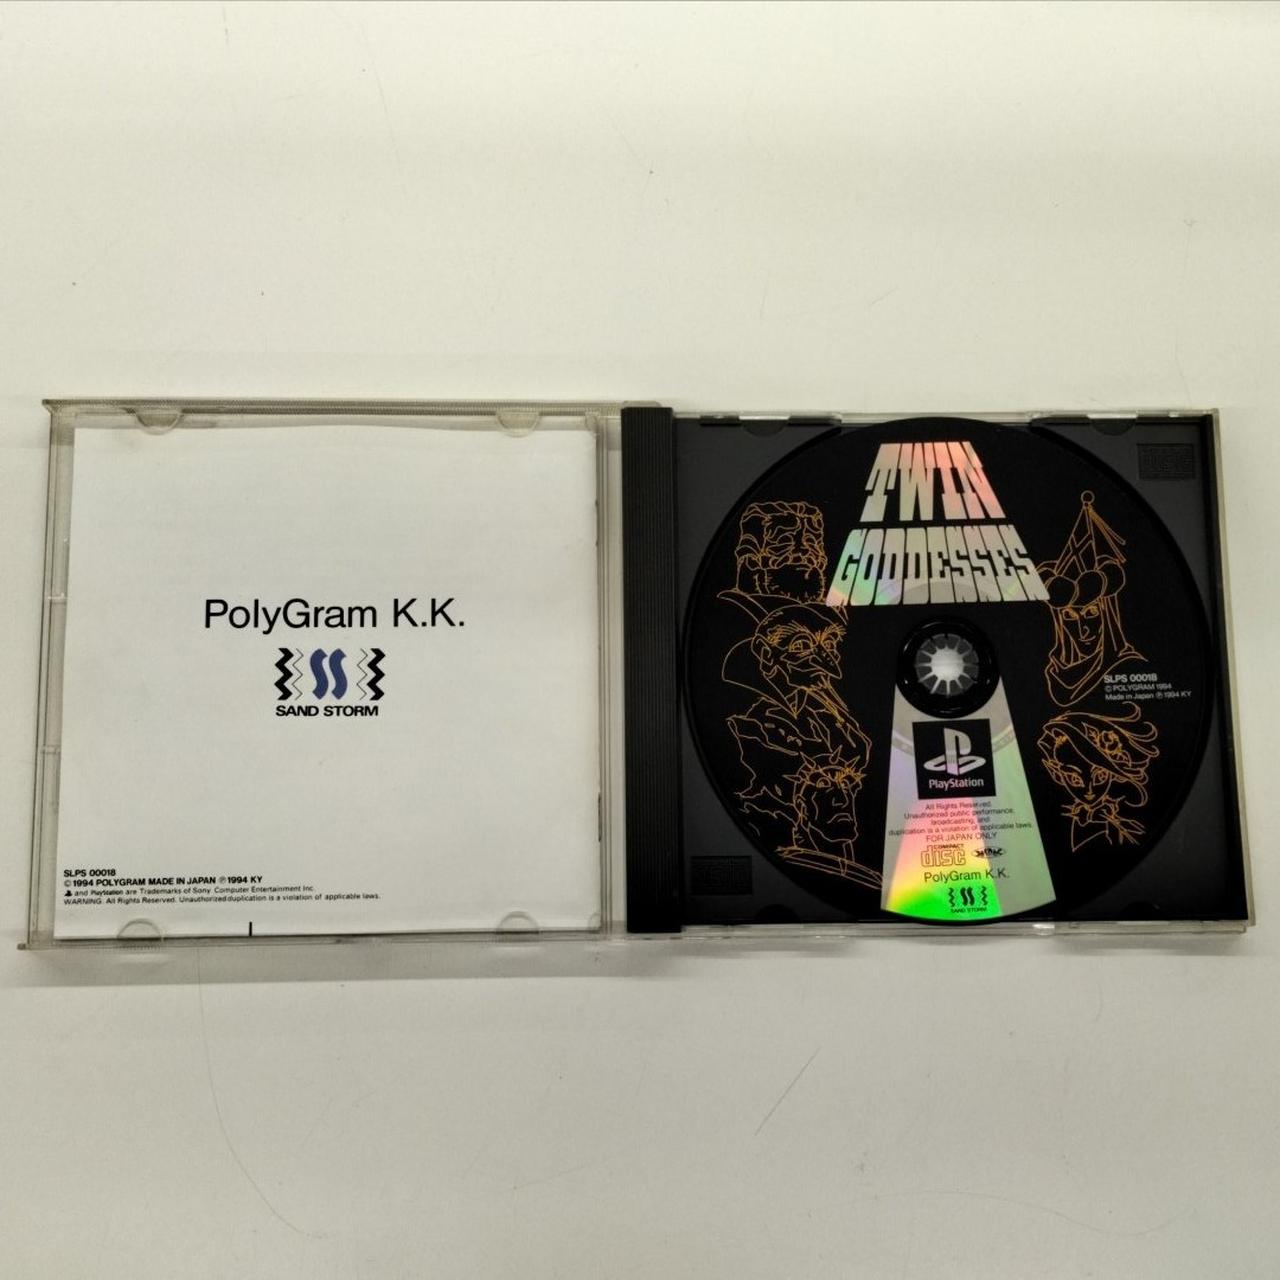 PolyGram K.K.
SAND STORM
SLPS 00018
© 1994 POLYGRAM MADE IN JAPAN ℗ 1994 KY
and PlayStation are Trademarks of Sony Computer Entertainment Inc.
WARNING. All Rights Reserved. Unauthorized duplication is a violation of applicable laws.
TWIN
GODDESSES
SLPS 00018
© POLYGRAM 1994
Made in Japan ℗ 1994 KY
PlayStation
All Rights Reserved.
Unauthorized public performance,
broadcasting, and
duplication is a violation of applicable laws.
FOR JAPAN ONLY
COMPACT
disc
PolyGram K.K.
SAND STORM